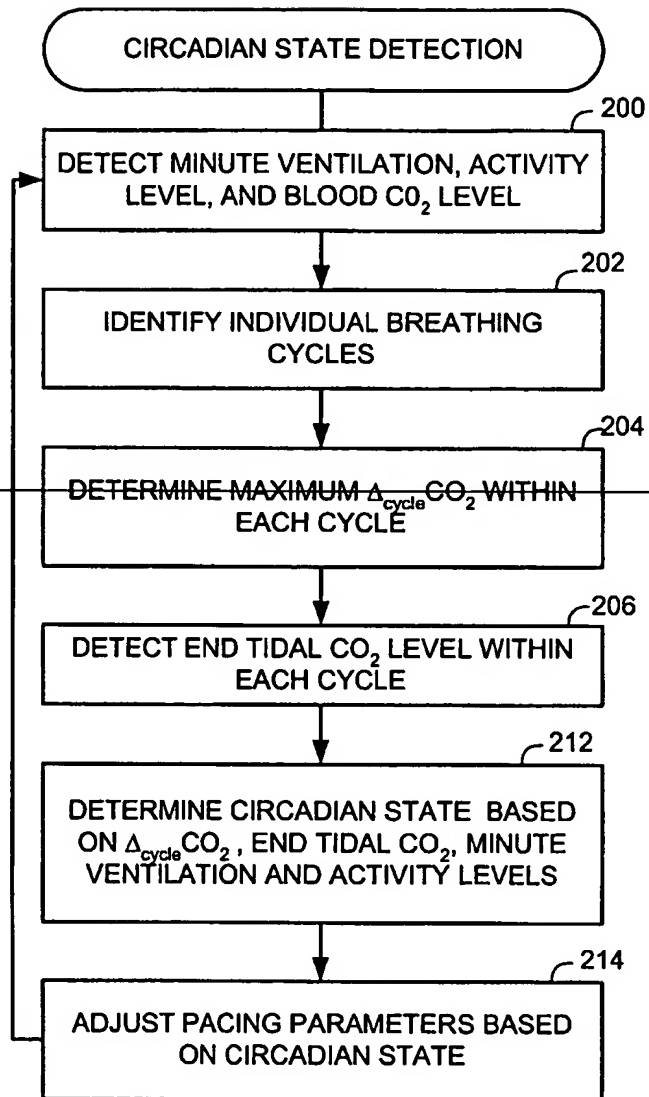 CIRCADIAN STATE DETECTION
200
DETECT MINUTE VENTILATION, ACTIVITY
LEVEL, AND BLOOD C0₂ LEVEL
202
IDENTIFY INDIVIDUAL BREATHING
CYCLES
204
DETERMINE MAXIMUM Δcycle CO₂ WITHIN
EACH CYCLE
206
DETECT END TIDAL CO₂ LEVEL WITHIN
EACH CYCLE
212
DETERMINE CIRCADIAN STATE BASED
ON Δcycle CO₂ , END TIDAL CO₂, MINUTE
VENTILATION AND ACTIVITY LEVELS
214
ADJUST PACING PARAMETERS BASED
ON CIRCADIAN STATE